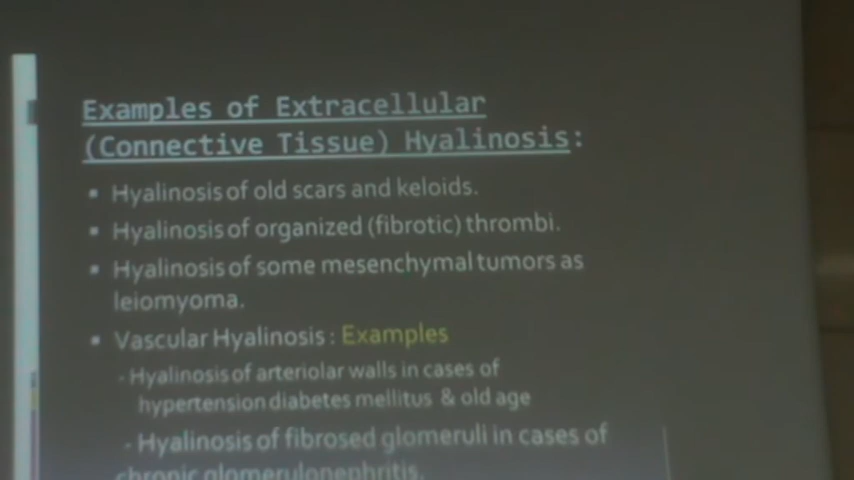 Examples of Extracellular
(Connective Tissue) Hyalinosis:
▪ Hyalinosis of old scars and keloids.
▪ Hyalinosis of organized (fibrotic) thrombi.
▪ Hyalinosis of some mesenchymal tumors as
leiomyoma.
▪ Vascular Hyalinosis : Examples
- Hyalinosis of arteriolar walls in cases of
hypertension diabetes mellitus & old age
- Hyalinosis of fibrosed glomeruli in cases of
chronic glomerulonephritis.